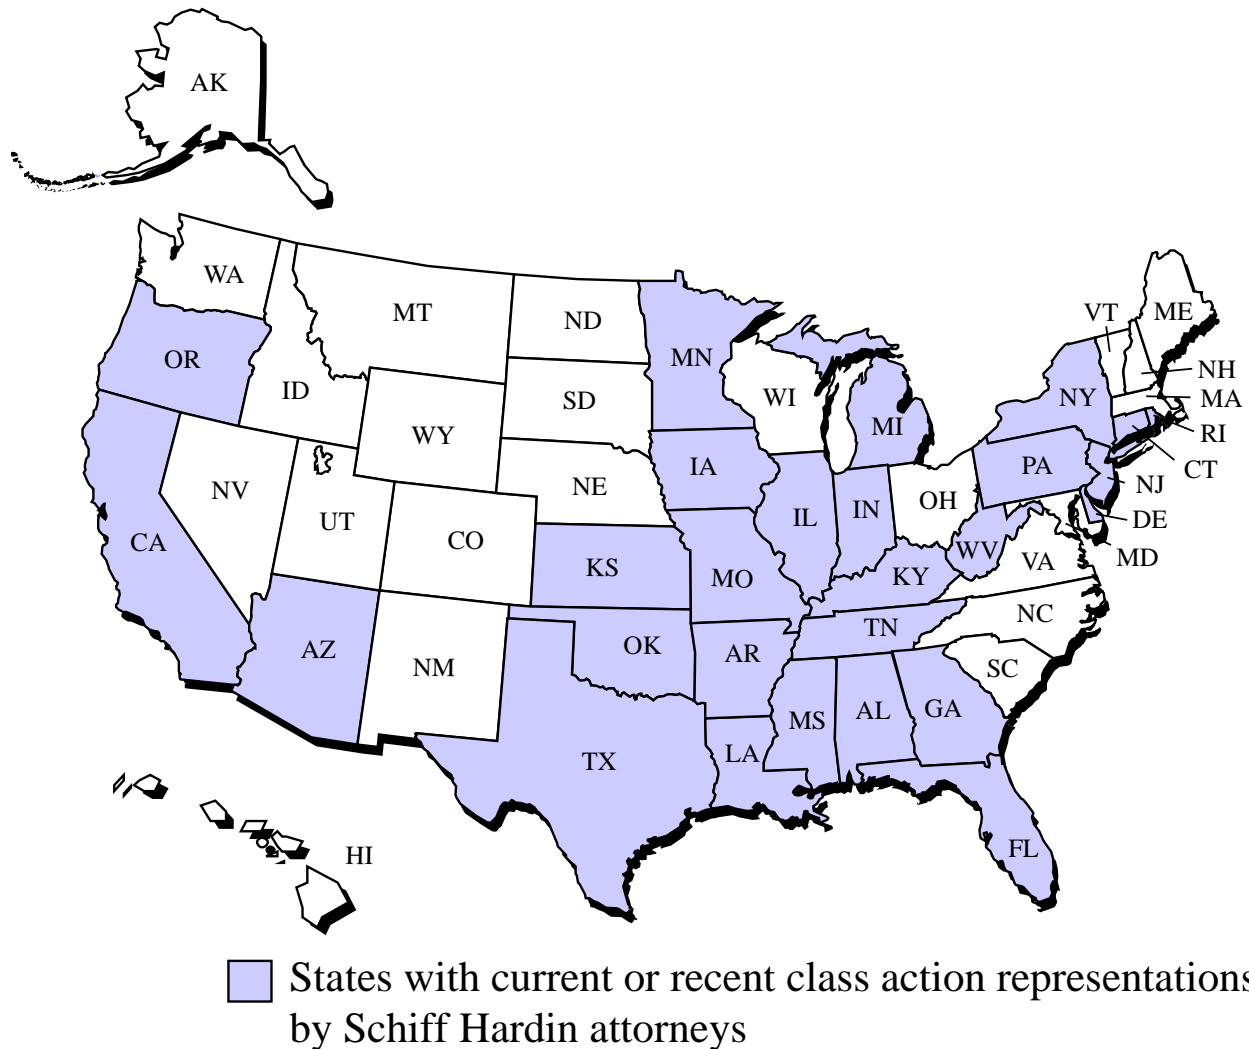 AK
WA
MT
ND
MN
VT
ME
OR
ID
SD
WI
MI
NY
NH
MA
RI
CT
WY
IA
PA
NJ
NV
NE
OH
DE
MD
UT
CO
IL
IN
CA
KS
MO
WV
VA
KY
AZ
NM
OK
AR
TN
NC
SC
TX
LA
MS
AL
GA
FL
HI
States with current or recent class action representations
by Schiff Hardin attorneys